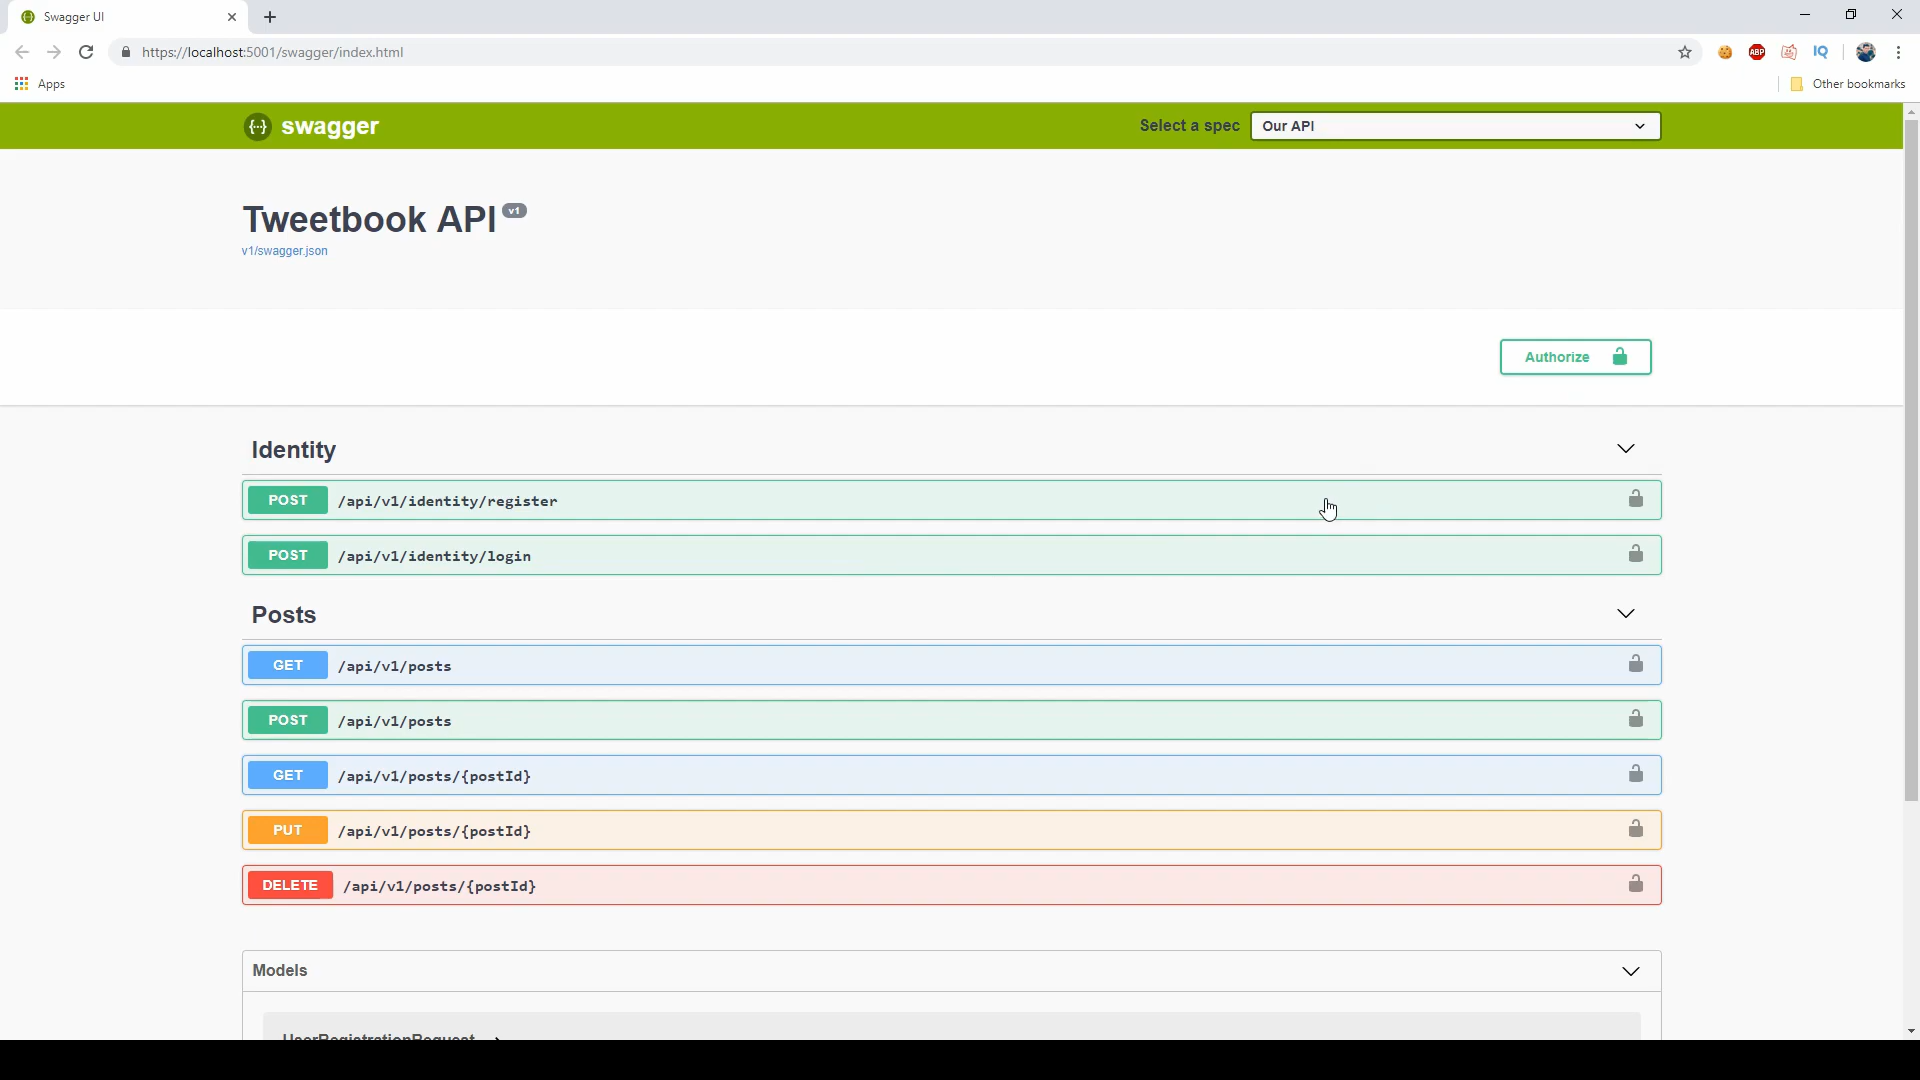 Swagger UI
https://localhost:5001/swagger/index.html
ABP
IQ
Apps
Other bookmarks
{··} swagger
Select a spec
Our API
Tweetbook API v1
v1/swagger.json
Authorize
Identity
POST /api/v1/identity/register
POST /api/v1/identity/login
Posts
GET /api/v1/posts
POST /api/v1/posts
GET /api/v1/posts/{postId}
PUT /api/v1/posts/{postId}
DELETE /api/v1/posts/{postId}
Models
UserRegistrationRequest